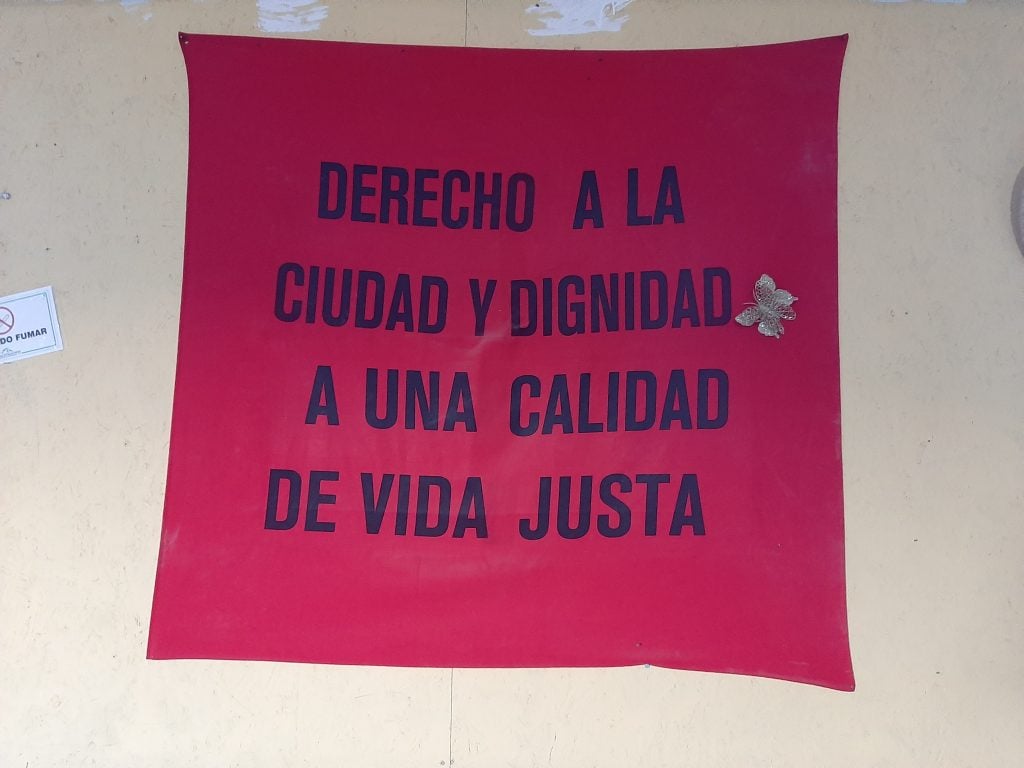 DERECHO A LA
CIUDAD Y DIGNIDAD
A UNA CALIDAD
DE VIDA JUSTA
DO FUMAR